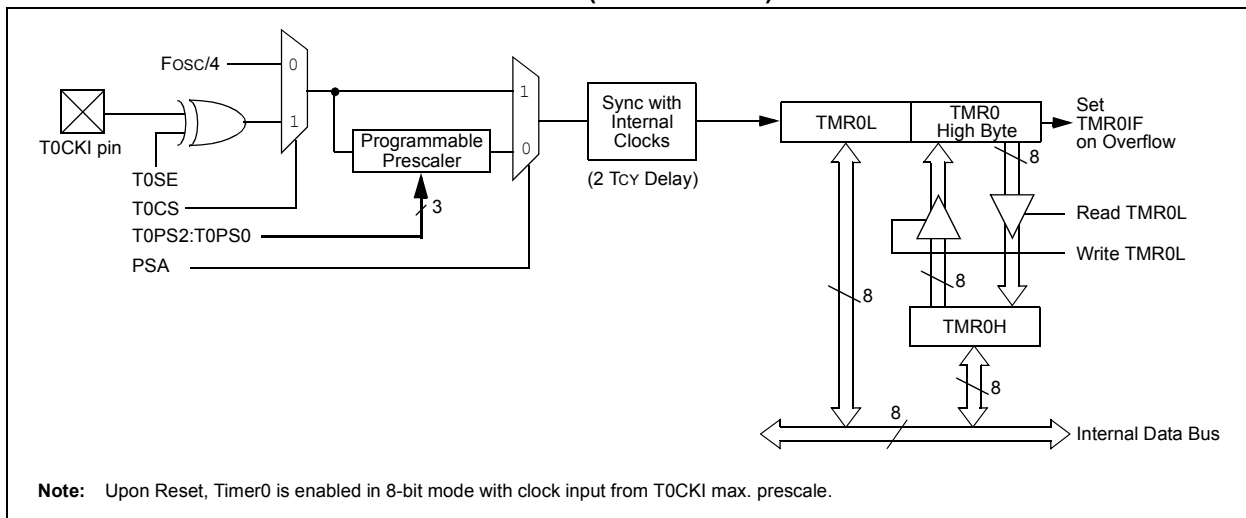 Fosc/4
0
1
T0CKI pin
T0SE
T0CS
T0PS2:T0PS0
PSA
Programmable
Prescaler
3
1
0
Sync with
Internal
Clocks
(2 TCY Delay)
TMR0L
TMR0
High Byte
Set
TMR0IF
on Overflow
8
Read TMR0L
Write TMR0L
8
8
TMR0H
8
8
Internal Data Bus
Note: Upon Reset, Timer0 is enabled in 8-bit mode with clock input from T0CKI max. prescale.